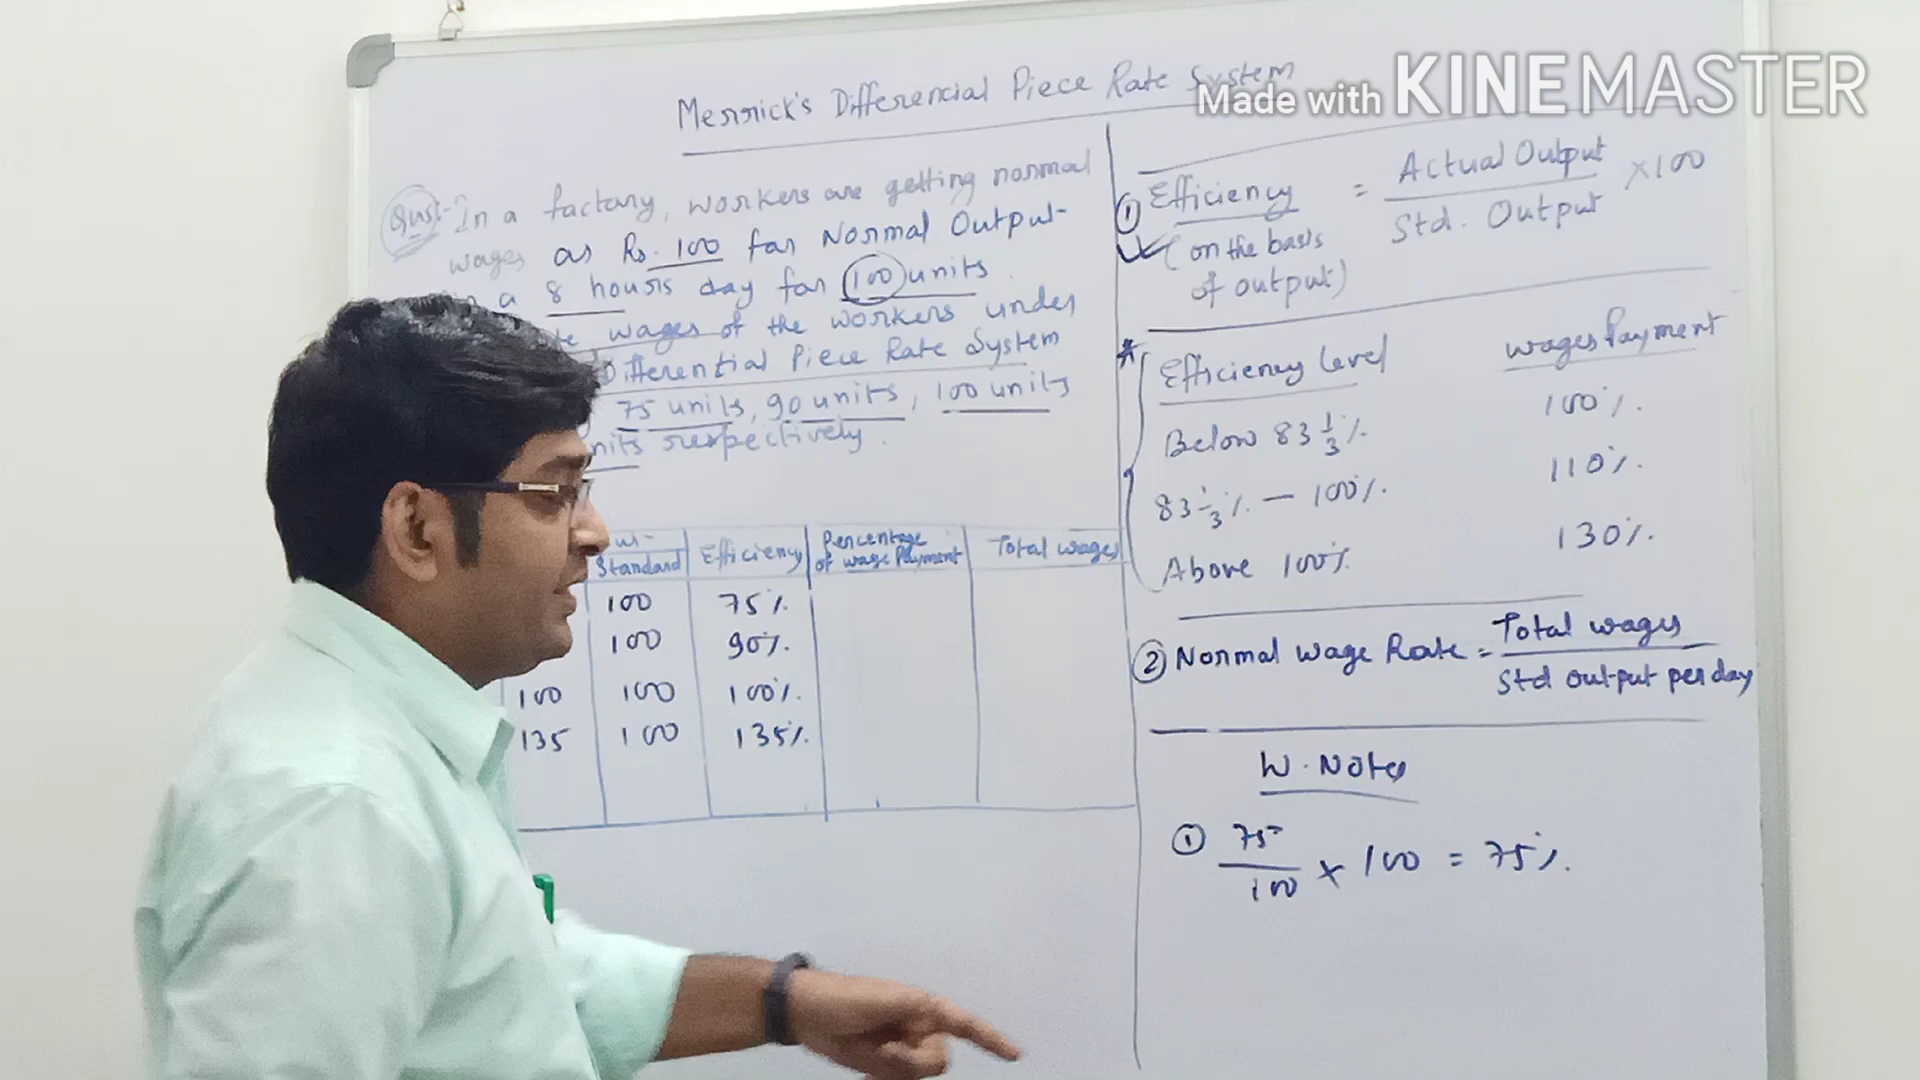 Made with KINEMASTER
Merrick's Differencial Piece Rate System
Qus:- In a factory, workers are getting normal
wages as Rs. 100 for Normal Output
a 8 hours day for 100 units.
wages of the workers under
Differential Piece Rate System
75 units, 90 units, 100 units
respectively.
Standard Efficiency Percentage of wage Payment Total wages
100 75%
100 90%
100 100 100%
135 100 135%
① Efficiency = Actual Output / Std. Output × 100
(on the basis
of output)
* Efficiency Level Wages Payment
Below 83 1/3 % 100%.
83 1/3 % — 100%. 110%.
Above 100% 130%.
② Normal Wage Rate = Total wages / Std output per day
W. Notes
① 75/100 × 100 = 75%.